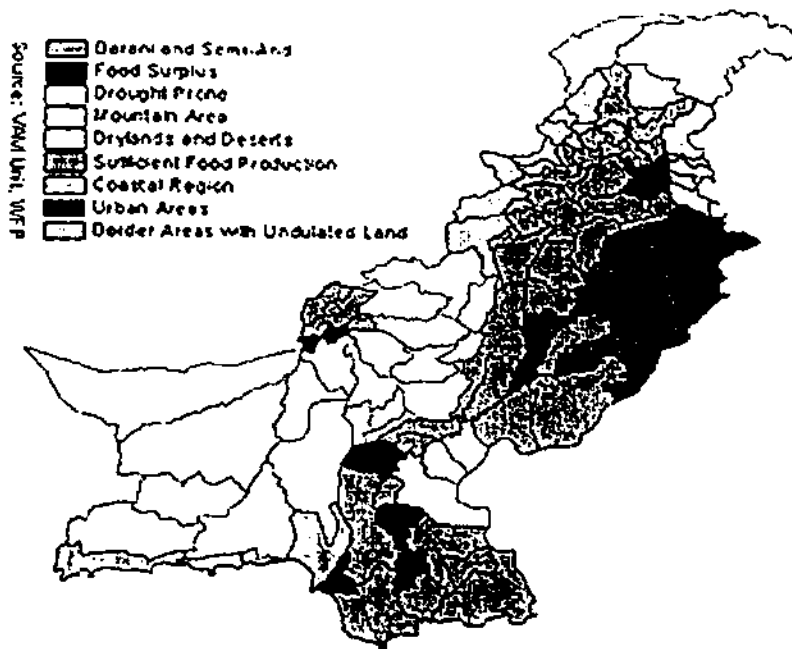 Barani and Semi-Arid
Food Surplus
Drought Prone
Mountain Area
Drylands and Deserts
Sufficient Food Production
Coastal Region
Urban Areas
Border Areas with Undulated Land
Source: VAM Unit, WFP